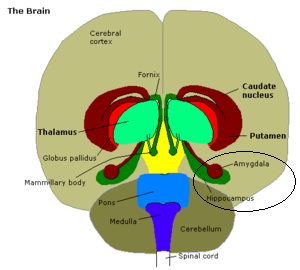 The Brain
Cerebral
cortex
Fornix
Caudate
nucleus
Thalamus
Putamen
Globus pallidus
Amygdala
Mammillary body
Hippocampus
Pons
Medulla
Cerebellum
Spinal cord